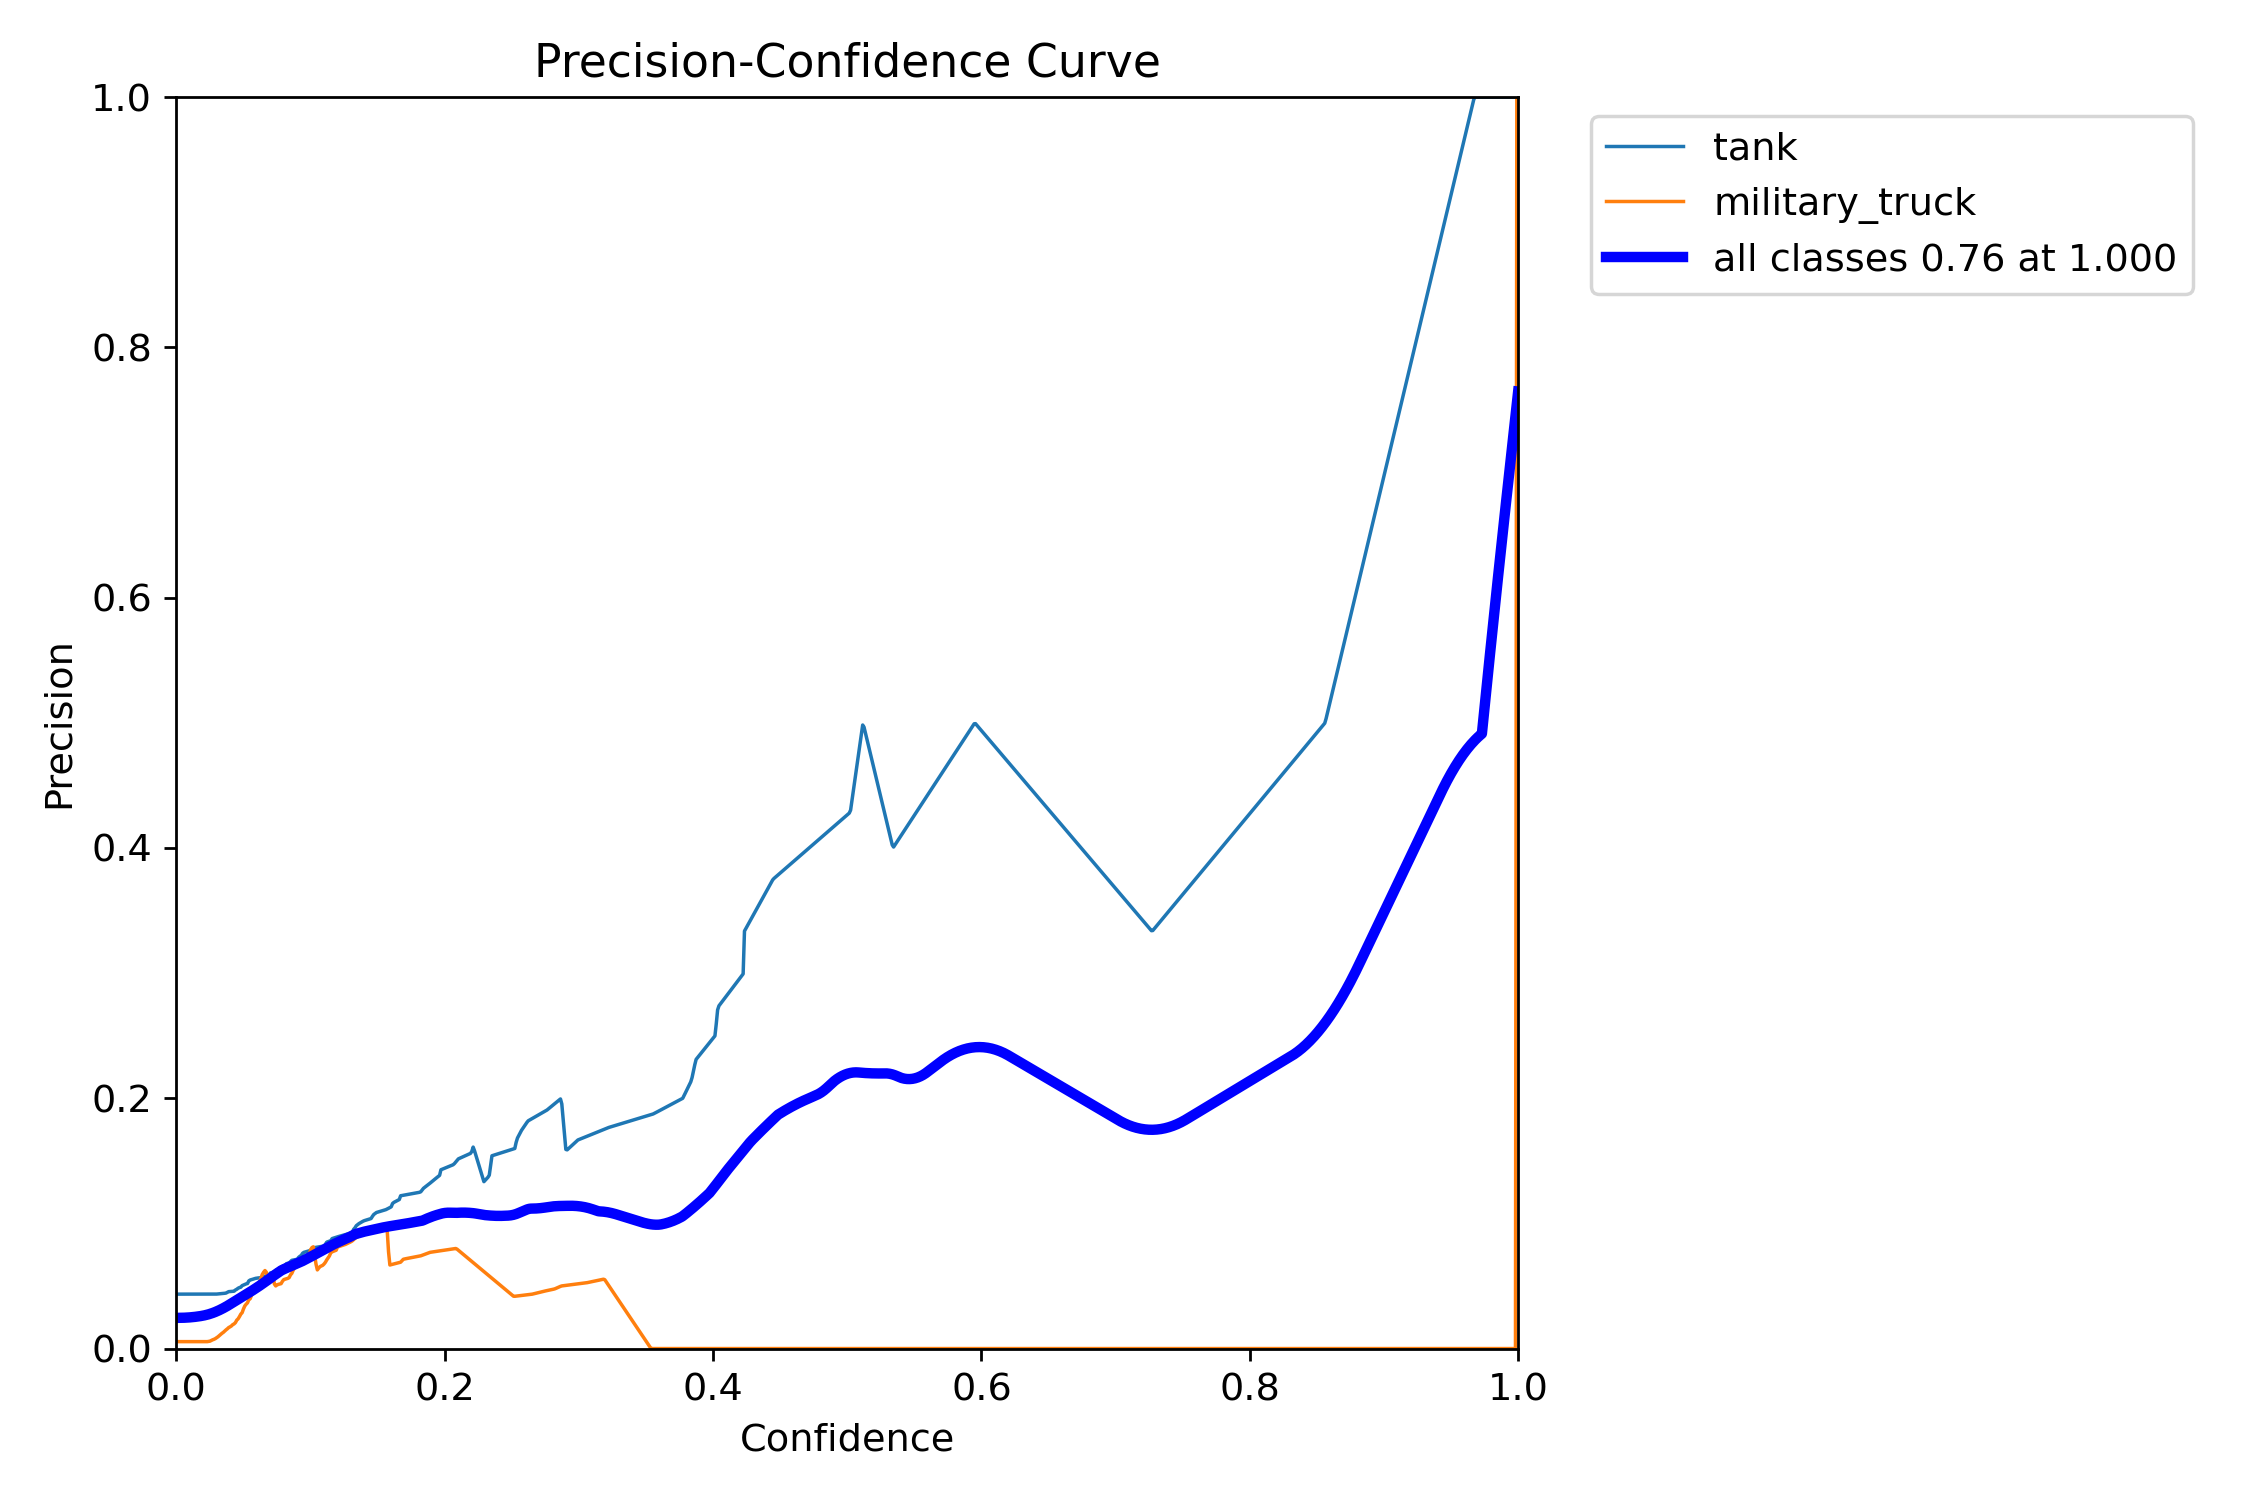 Precision-Confidence Curve
1.0
0.8
0.6
0.4
0.2
0.0
Precision
0.0 0.2 0.4 0.6 0.8 1.0
Confidence
tank
military_truck
all classes 0.76 at 1.000